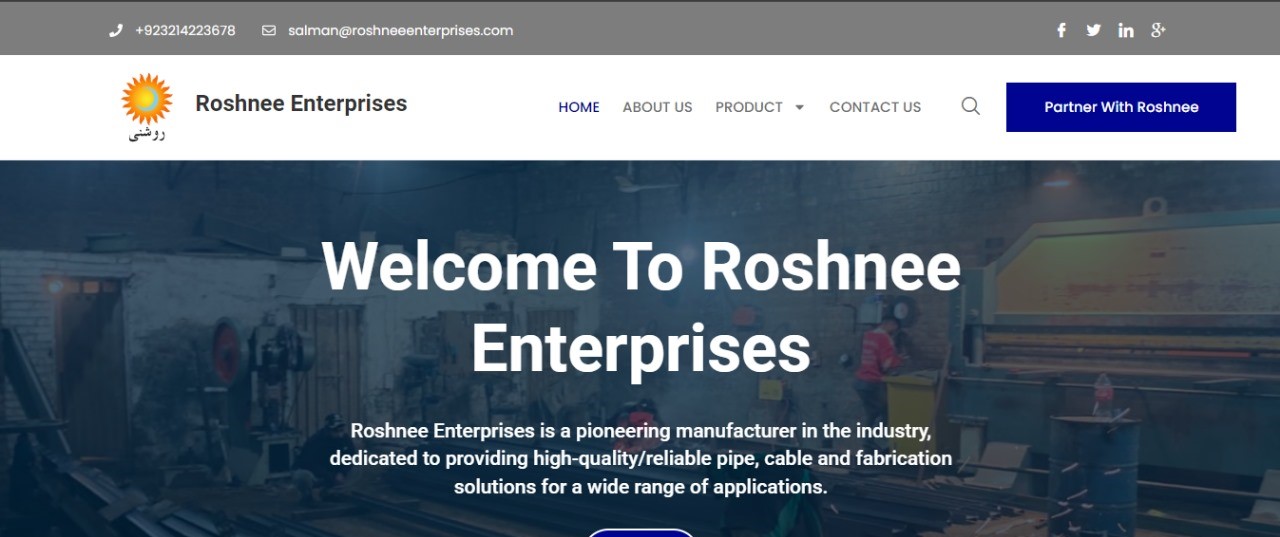 +923214223678 salman@roshneeenterprises.com
روشنی
Roshnee Enterprises
HOME ABOUT US PRODUCT CONTACT US Partner With Roshnee
Welcome To Roshnee
Enterprises
Roshnee Enterprises is a pioneering manufacturer in the industry,
dedicated to providing high-quality/reliable pipe, cable and fabrication
solutions for a wide range of applications.